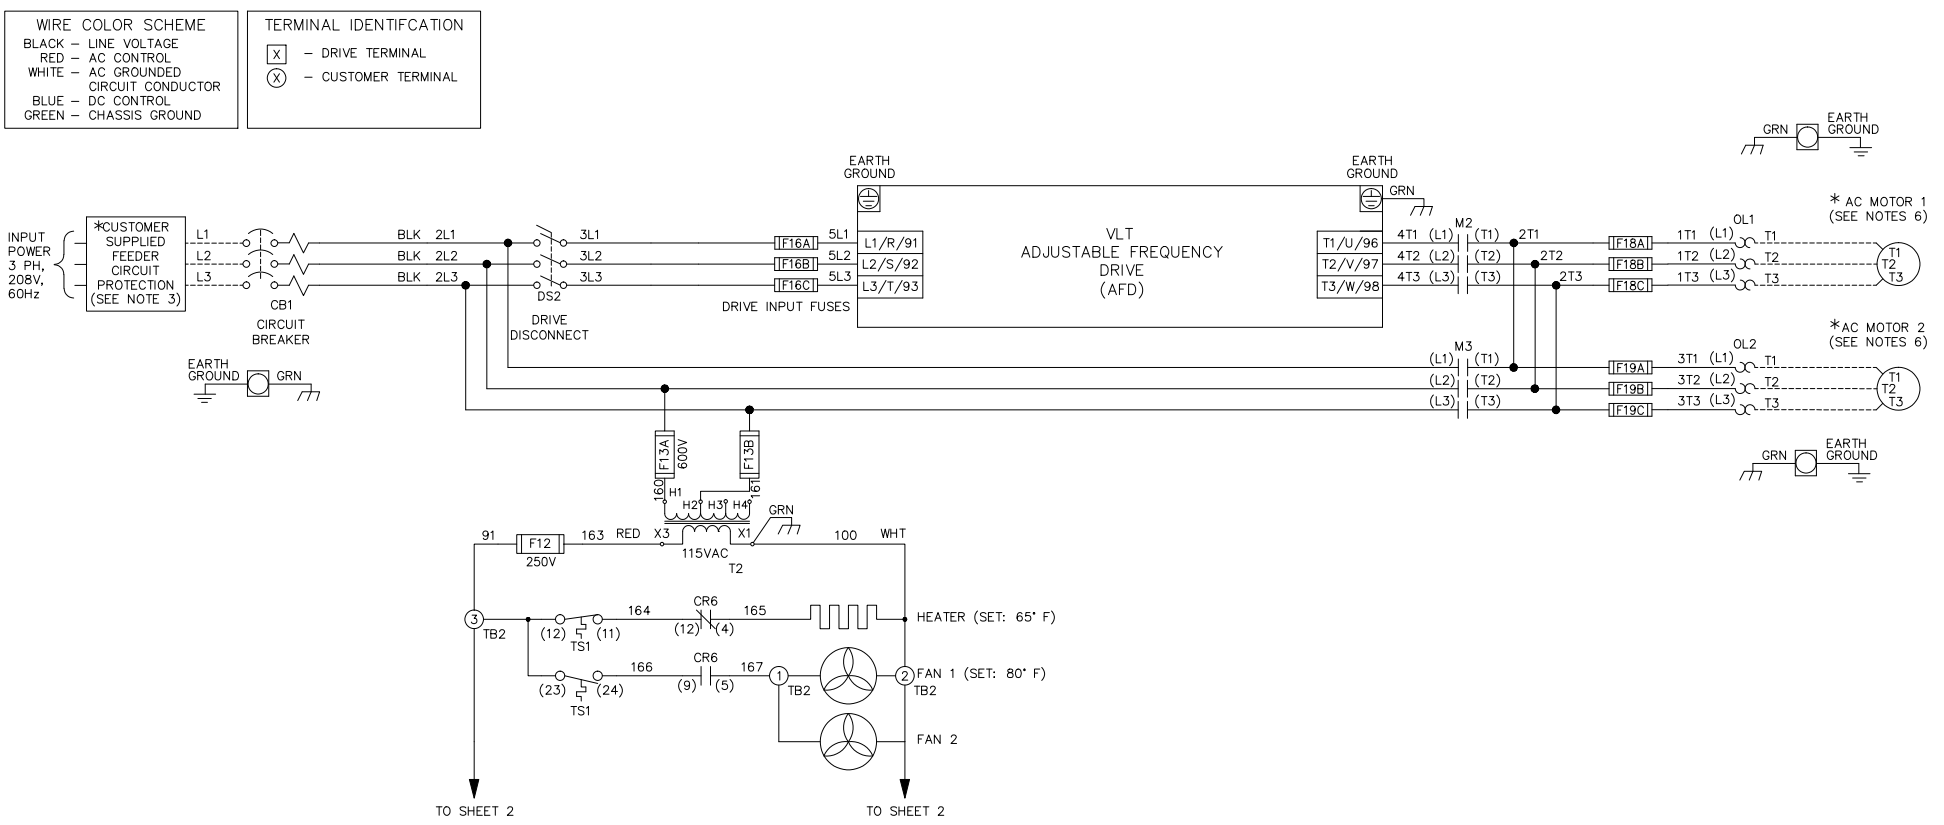 WIRE COLOR SCHEME
BLACK – LINE VOLTAGE
RED – AC CONTROL
WHITE – AC GROUNDED
CIRCUIT CONDUCTOR
BLUE – DC CONTROL
GREEN – CHASSIS GROUND
TERMINAL IDENTIFCATION
X – DRIVE TERMINAL
X – CUSTOMER TERMINAL
INPUT
POWER
3 PH,
208V,
60Hz
*CUSTOMER
SUPPLIED
FEEDER
CIRCUIT
PROTECTION
(SEE NOTE 3)
L1
L2
L3
CB1
CIRCUIT
BREAKER
BLK 2L1
BLK 2L2
BLK 2L3
DS2
DRIVE
DISCONNECT
3L1
3L2
3L3
F16A
F16B
F16C
DRIVE INPUT FUSES
5L1
5L2
5L3
EARTH
GROUND
L1/R/91
L2/S/92
L3/T/93
VLT
ADJUSTABLE FREQUENCY
DRIVE
(AFD)
EARTH
GROUND
GRN
T1/U/96
T2/V/97
T3/W/98
M2
4T1 (L1) (T1) 2T1
4T2 (L2) (T2) 2T2
4T3 (L3) (T3) 2T3
F18A
F18B
F18C
OL1
1T1 (L1) T1
1T2 (L2) T2
1T3 (L3) T3
GRN
EARTH
GROUND
* AC MOTOR 1
(SEE NOTES 6)
T1
T2
T3
M3
(L1) (T1)
(L2) (T2)
(L3) (T3)
F19A
F19B
F19C
OL2
3T1 (L1) T1
3T2 (L2) T2
3T3 (L3) T3
*AC MOTOR 2
(SEE NOTES 6)
T1
T2
T3
GRN
EARTH
GROUND
EARTH
GROUND
GRN
F13A
600V
F13B
160
161
H1
H2
H3
H4
GRN
91
F12
250V
163
RED
X3
X1
115VAC
T2
100
WHT
3
TB2
(12)
(11)
TS1
164
CR6
(12)
(4)
165
HEATER (SET: 65° F)
(23)
(24)
TS1
166
CR6
(9)
(5)
167
1
TB2
2
TB2
FAN 1 (SET: 80° F)
FAN 2
TO SHEET 2
TO SHEET 2